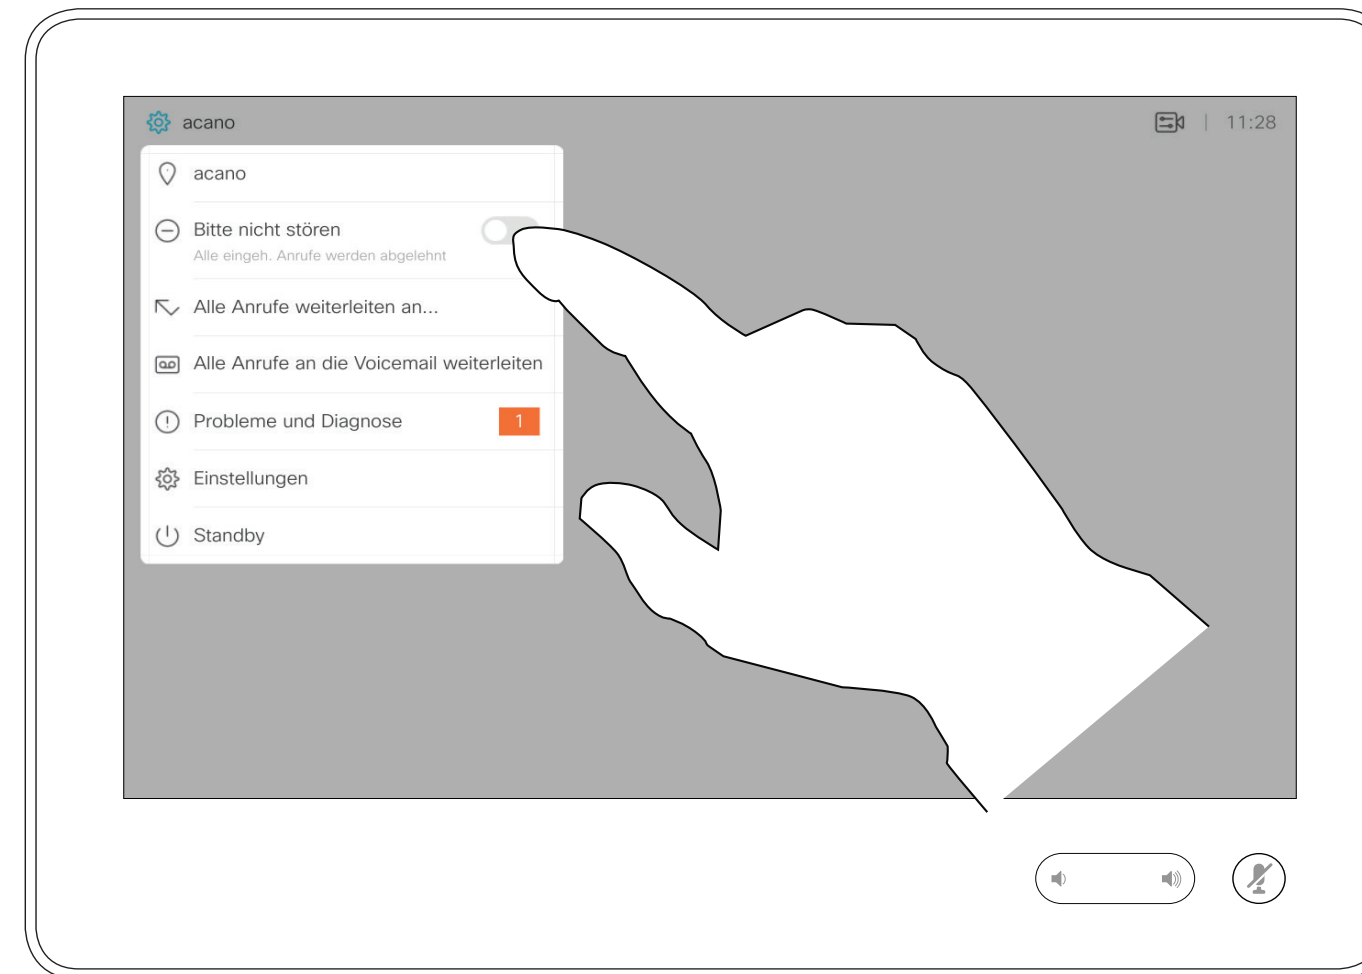 acano
11:28
acano
Bitte nicht stören
Alle eingeh. Anrufe werden abgelehnt
Alle Anrufe weiterleiten an...
Alle Anrufe an die Voicemail weiterleiten
Probleme und Diagnose
1
Einstellungen
Standby